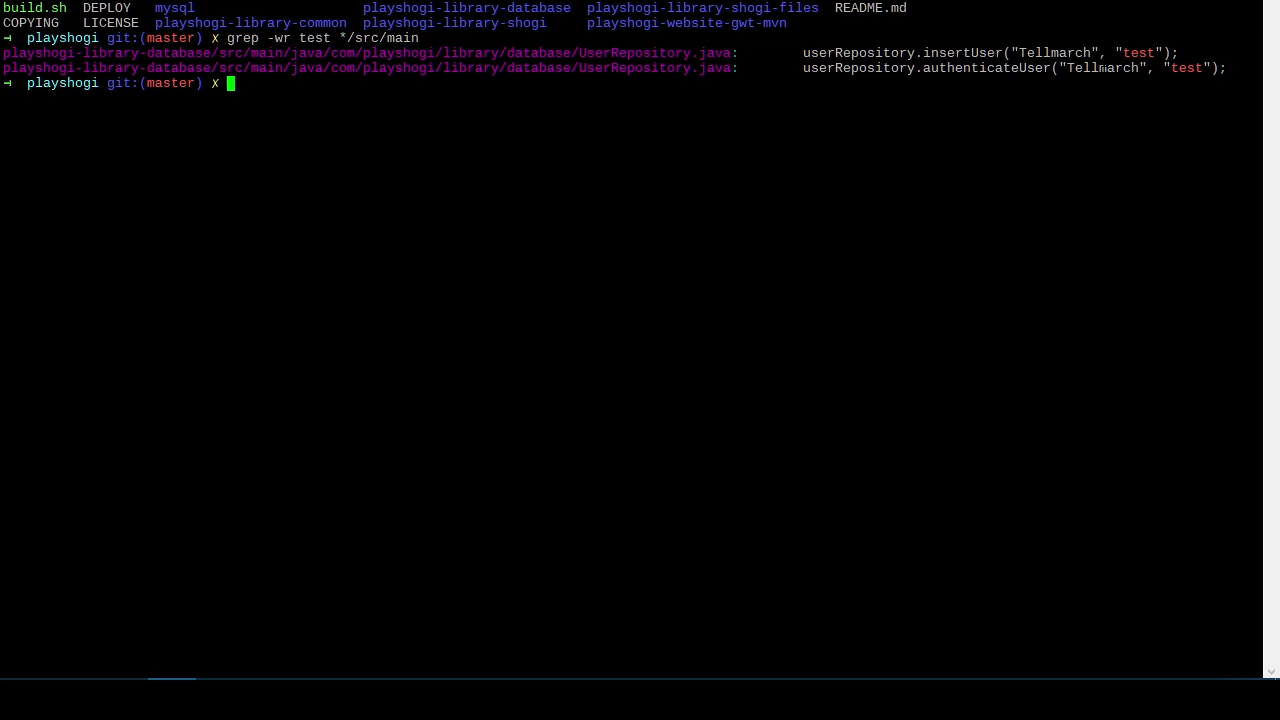 build.sh  DEPLOY   mysql                     playshogi-library-database  playshogi-library-shogi-files  README.md
COPYING   LICENSE  playshogi-library-common  playshogi-library-shogi     playshogi-website-gwt-mvn
→  playshogi git:(master) ✗ grep -wr test */src/main
playshogi-library-database/src/main/java/com/playshogi/library/database/UserRepository.java:        userRepository.insertUser("Tellmarch", "test");
playshogi-library-database/src/main/java/com/playshogi/library/database/UserRepository.java:        userRepository.authenticateUser("Tellmarch", "test");
→  playshogi git:(master) ✗